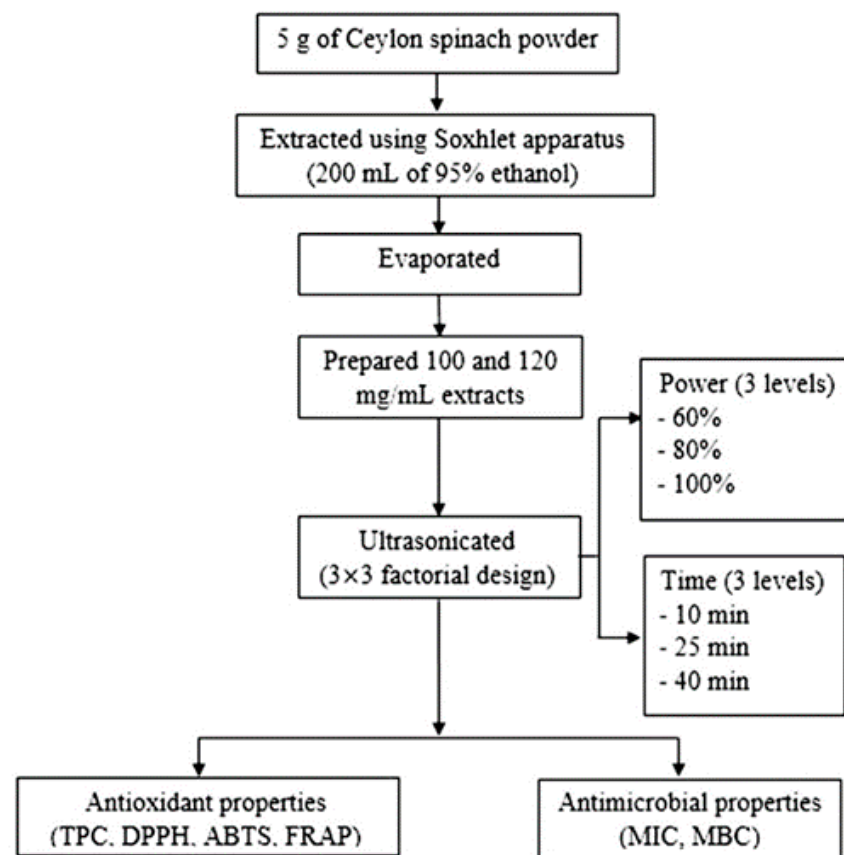 5 g of Ceylon spinach powder
Extracted using Soxhlet apparatus
(200 mL of 95% ethanol)
Evaporated
Prepared 100 and 120
mg/mL extracts
Power (3 levels)
- 60%
- 80%
- 100%
Ultrasonicated
(3×3 factorial design)
Time (3 levels)
- 10 min
- 25 min
- 40 min
Antioxidant properties
(TPC, DPPH, ABTS, FRAP)
Antimicrobial properties
(MIC, MBC)